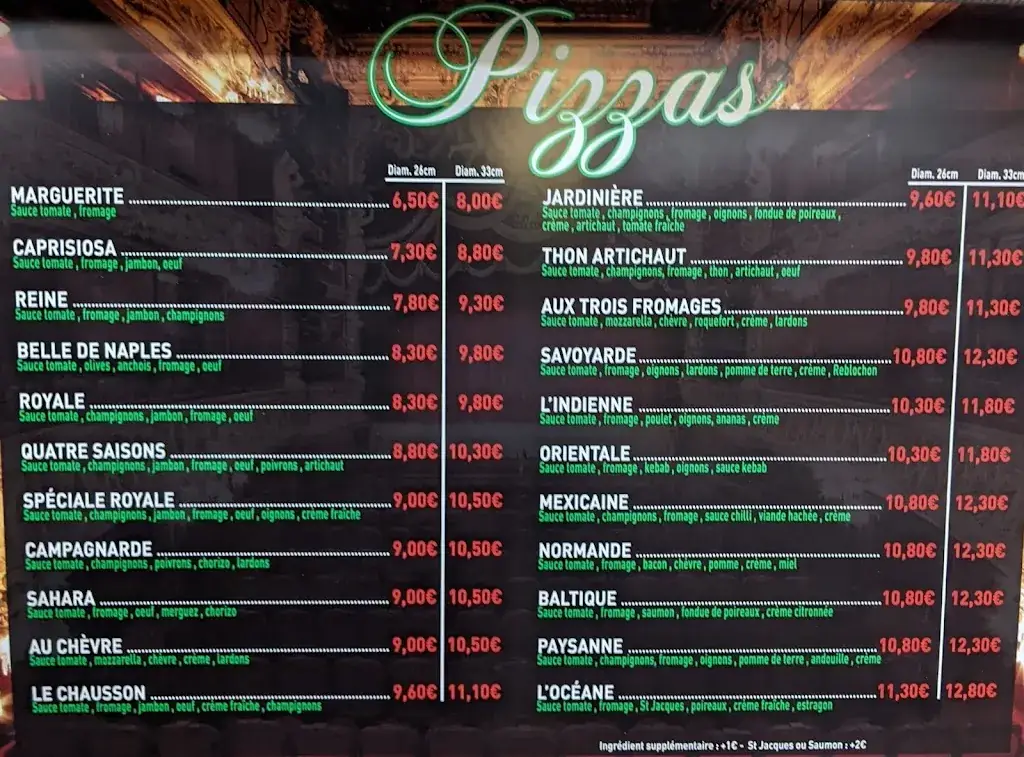 Pizzas
Diam. 26cm Diam. 33cm
MARGUERITE 6,50€ 8,00€
Sauce tomate , fromage
CAPRISIOSA 7,30€ 8,80€
Sauce tomate , fromage , jambon, oeuf
REINE 7,80€ 9,30€
Sauce tomate , fromage , jambon , champignons
BELLE DE NAPLES 8,30€ 9,80€
Sauce tomate , olives , anchois , fromage , oeuf
ROYALE 8,30€ 9,80€
Sauce tomate , champignons , jambon , fromage , oeuf
QUATRE SAISONS 8,80€ 10,30€
Sauce tomate , champignons , jambon , fromage , oeuf , poivrons , artichaut
SPÉCIALE ROYALE 9,00€ 10,50€
Sauce tomate , champignons , jambon , fromage , oeuf , oignons , crème fraîche
CAMPAGNARDE 9,00€ 10,50€
Sauce tomate , champignons , poivrons , chorizo , lardons
SAHARA 9,00€ 10,50€
Sauce tomate , fromage , oeuf , merguez , chorizo
AU CHÈVRE 9,00€ 10,50€
Sauce tomate , mozzarella , chèvre , crème , lardons
LE CHAUSSON 9,60€ 11,10€
Sauce tomate , fromage , jambon , oeuf , crème fraîche , champignons
Diam. 26cm Diam. 33cm
JARDINIÈRE 9,60€ 11,10€
Sauce tomate , champignons , fromage , oignons , fondue de poireaux ,
crème , artichaut , tomate fraîche
THON ARTICHAUT 9,80€ 11,30€
Sauce tomate , champignons, fromage , thon , artichaut , oeuf
AUX TROIS FROMAGES 9,80€ 11,30€
Sauce tomate , mozzarella , chèvre , roquefort , crème , lardons
SAVOYARDE 10,80€ 12,30€
Sauce tomate , fromage , oignons , lardons , pomme de terre , crème , Reblochon
L'INDIENNE 10,30€ 11,80€
Sauce tomate , fromage , poulet , oignons, ananas , crème
ORIENTALE 10,30€ 11,80€
Sauce tomate , fromage , kebab , oignons , sauce kebab
MEXICAINE 10,80€ 12,30€
Sauce tomate , champignons , fromage , sauce chilli , viande hachée , crème
NORMANDE 10,80€ 12,30€
Sauce tomate , fromage , bacon , chèvre , pomme , crème , miel
BALTIQUE 10,80€ 12,30€
Sauce tomate , fromage , saumon , fondue de poireaux , crème citronnée
PAYSANNE 10,80€ 12,30€
Sauce tomate , champignons, fromage , oignons , pomme de terre , andouille , crème
L'OCÉANE 11,30€ 12,80€
Sauce tomate , fromage , St Jacques , poireaux , crème fraîche , estragon
Ingrédient supplémentaire : +1€ - St Jacques ou Saumon : +2€